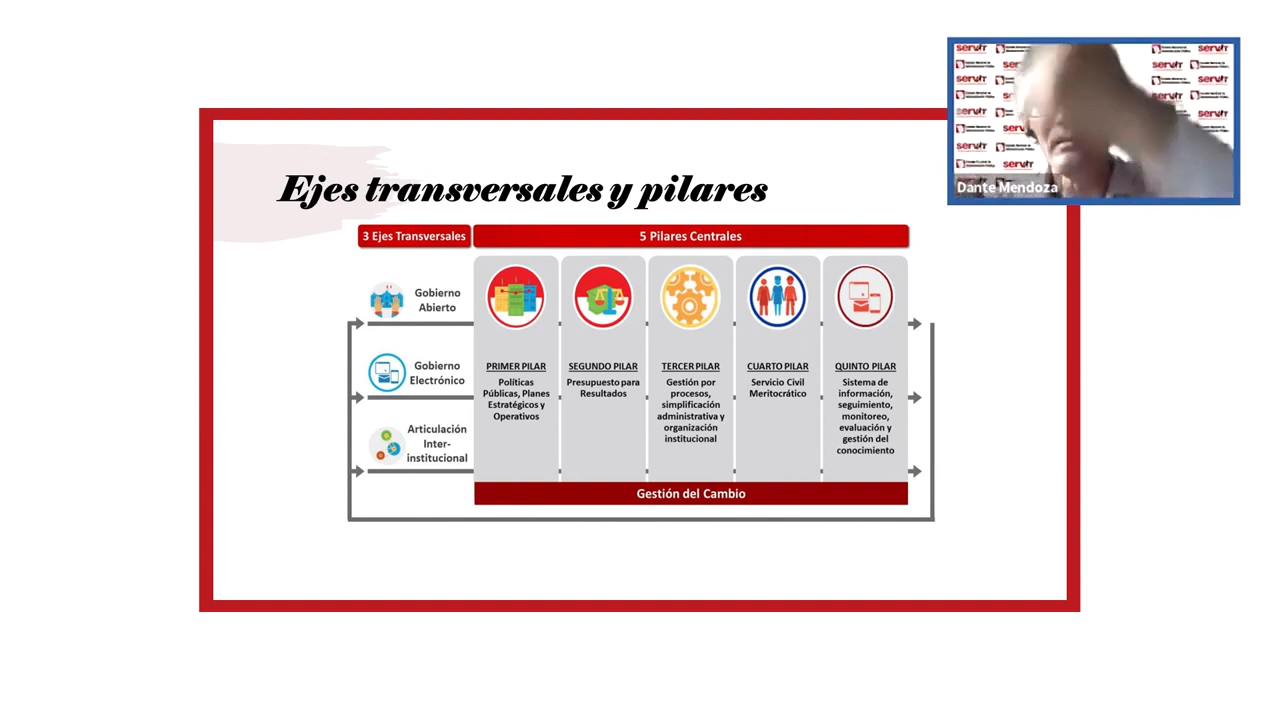 Ejes transversales y pilares
3 Ejes Transversales
5 Pilares Centrales
Gobierno
Abierto
Gobierno
Electrónico
Articulación
Inter-
institucional
PRIMER PILAR
Políticas
Públicas, Planes
Estratégicos y
Operativos
SEGUNDO PILAR
Presupuesto para
Resultados
TERCER PILAR
Gestión por
procesos,
simplificación
administrativa y
organización
institucional
CUARTO PILAR
Servicio Civil
Meritocrático
QUINTO PILAR
Sistema de
información,
seguimiento,
monitoreo,
evaluación y
gestión del
conocimiento
Gestión del Cambio
servir
Dante Mendoza